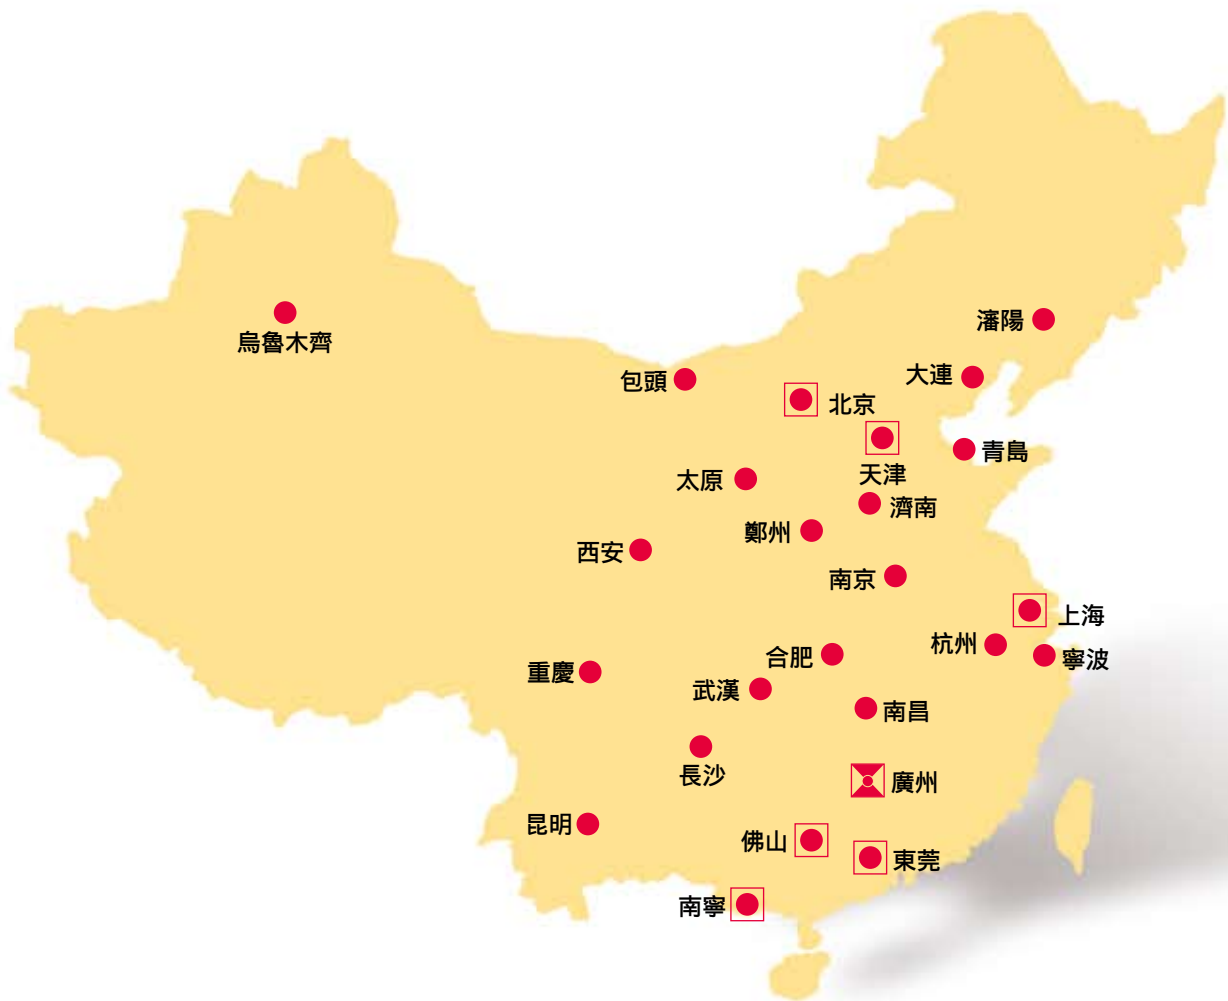 瀋陽
烏魯木齊
大連
包頭
北京
青島
天津
太原
濟南
鄭州
西安
南京
上海
杭州
合肥
寧波
重慶
武漢
南昌
長沙
廣州
昆明
佛山
東莞
南寧